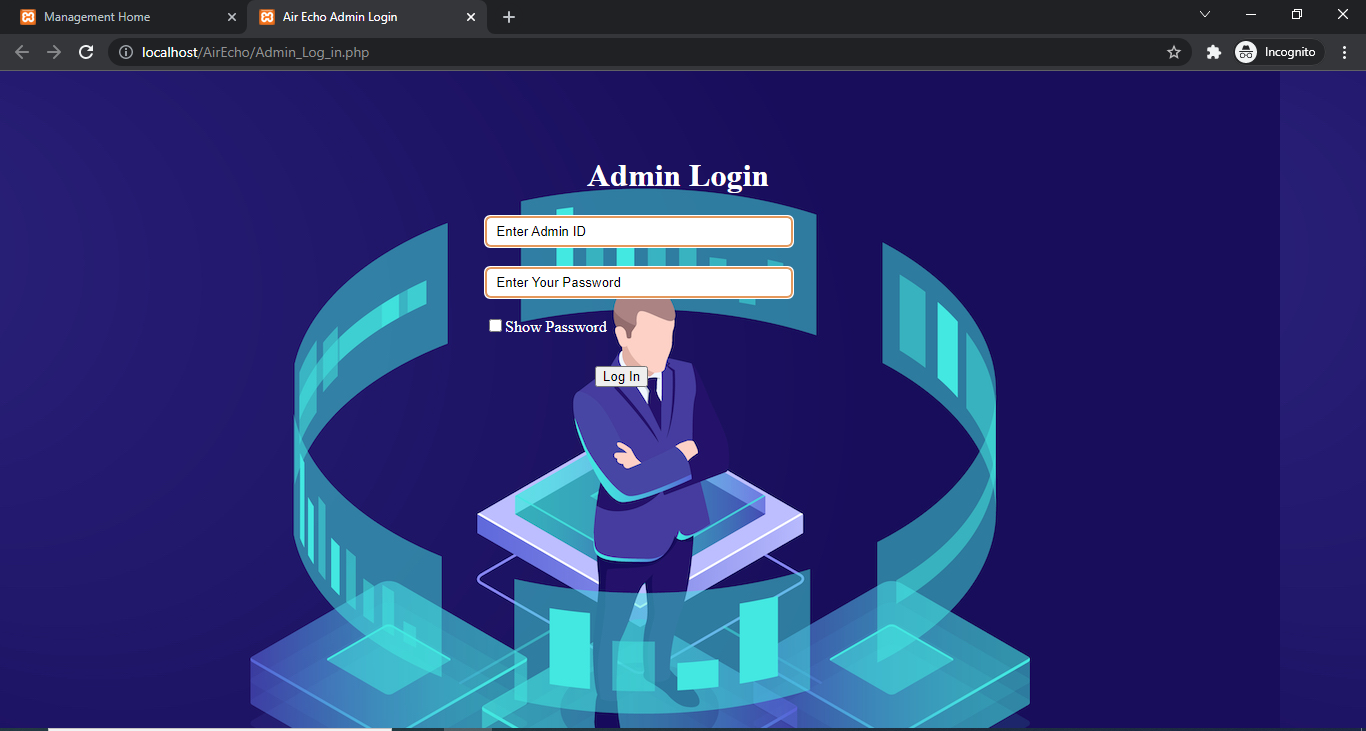 Management Home
Air Echo Admin Login
localhost/AirEcho/Admin_Log_in.php
Incognito
Admin Login
Enter Admin ID
Enter Your Password
Show Password
Log In